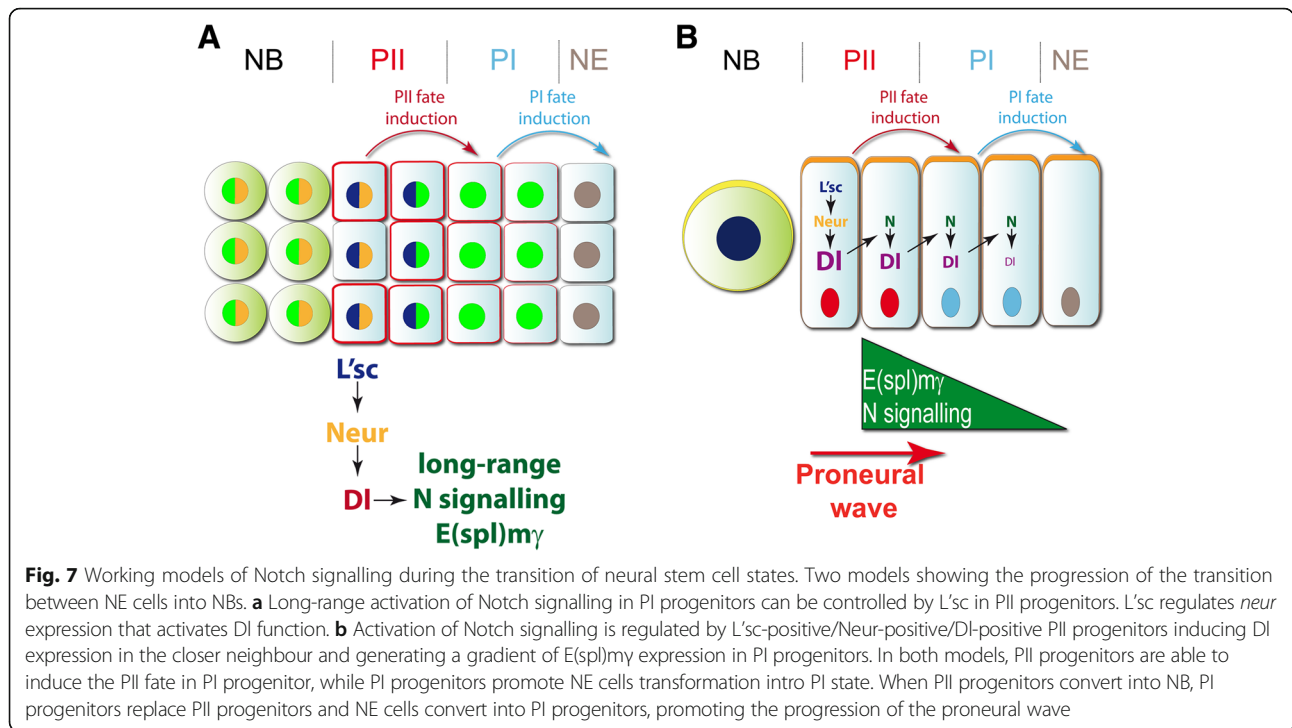 A
NB PII PI NE
PII fate
induction
PI fate
induction
L'sc
Neur
Dl
long-range
N signalling
E(spl)mγ
B
NB PII PI NE
PII fate
induction
PI fate
induction
L'sc
Neur
Dl
N
Dl
N
Dl
N
Dl
E(spl)mγ
N signalling
Proneural
wave
Fig. 7 Working models of Notch signalling during the transition of neural stem cell states. Two models showing the progression of the transition
between NE cells into NBs. a Long-range activation of Notch signalling in PI progenitors can be controlled by L'sc in PII progenitors. L'sc regulates neur
expression that activates Dl function. b Activation of Notch signalling is regulated by L'sc-positive/Neur-positive/Dl-positive PII progenitors inducing Dl
expression in the closer neighbour and generating a gradient of E(spl)mγ expression in PI progenitors. In both models, PII progenitors are able to
induce the PII fate in PI progenitor, while PI progenitors promote NE cells transformation intro PI state. When PII progenitors convert into NB, PI
progenitors replace PII progenitors and NE cells convert into PI progenitors, promoting the progression of the proneural wave